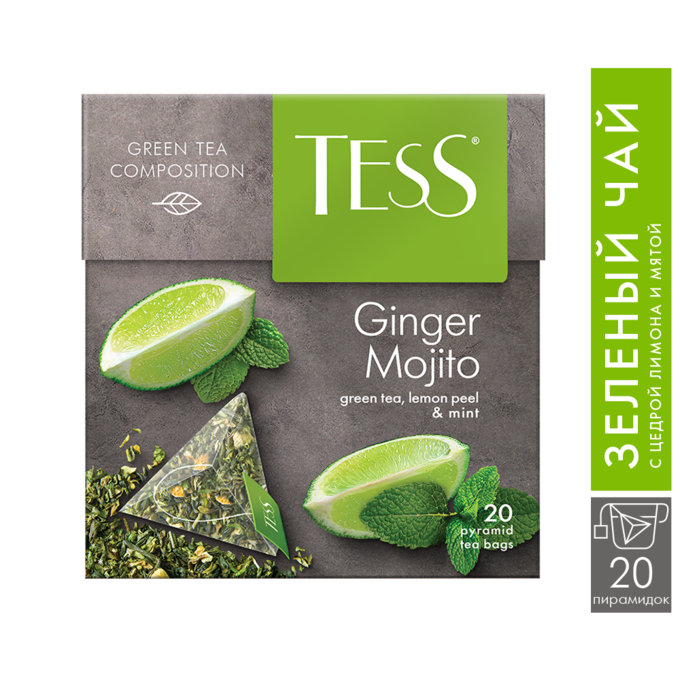 GREEN TEA
COMPOSITION
TESS®
Ginger
Mojito
green tea, lemon peel
& mint
TESS
20
pyramid
tea bags
ЗЕЛЕНЫЙ ЧАЙ
С ЦЕДРОЙ ЛИМОНА И МЯТОЙ
20
пирамидок